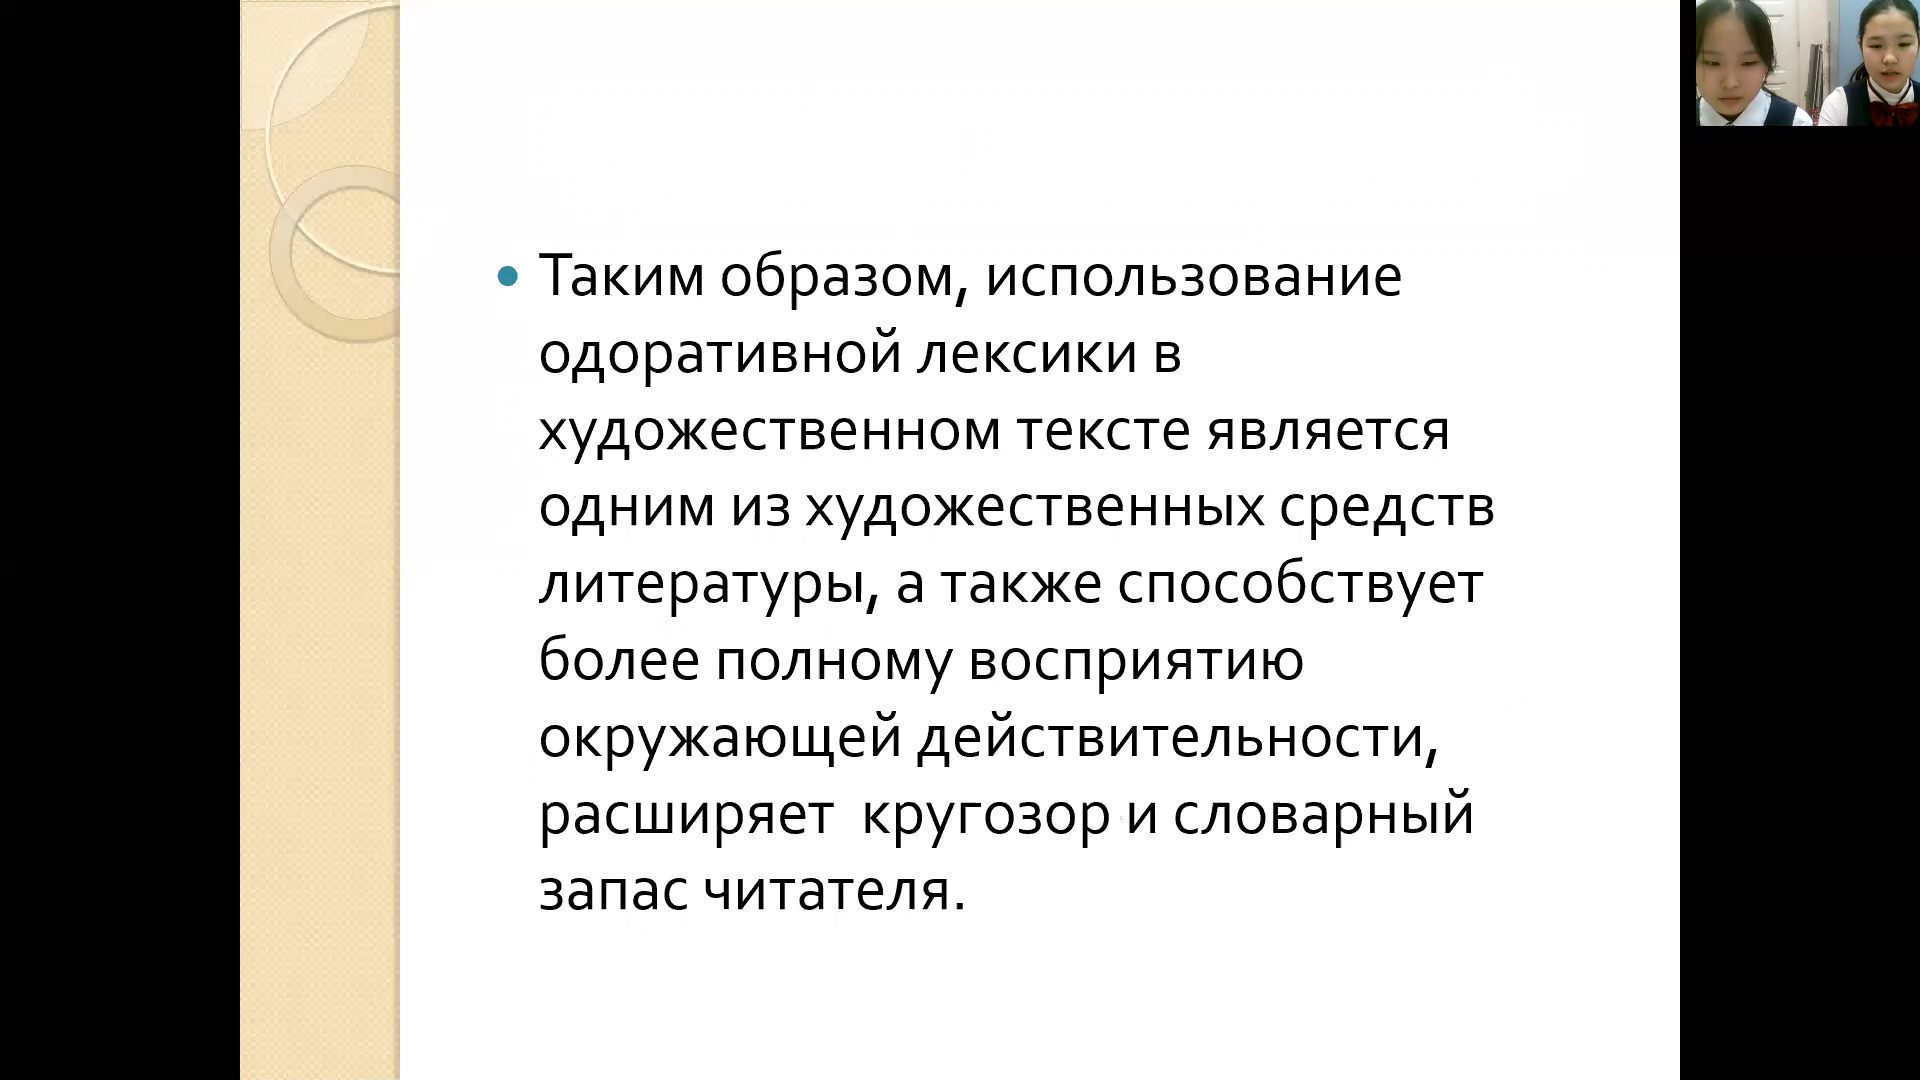 Таким образом, использование
одоративной лексики в
художественном тексте является
одним из художественных средств
литературы, а также способствует
более полному восприятию
окружающей действительности,
расширяет  кругозор и словарный
запас читателя.